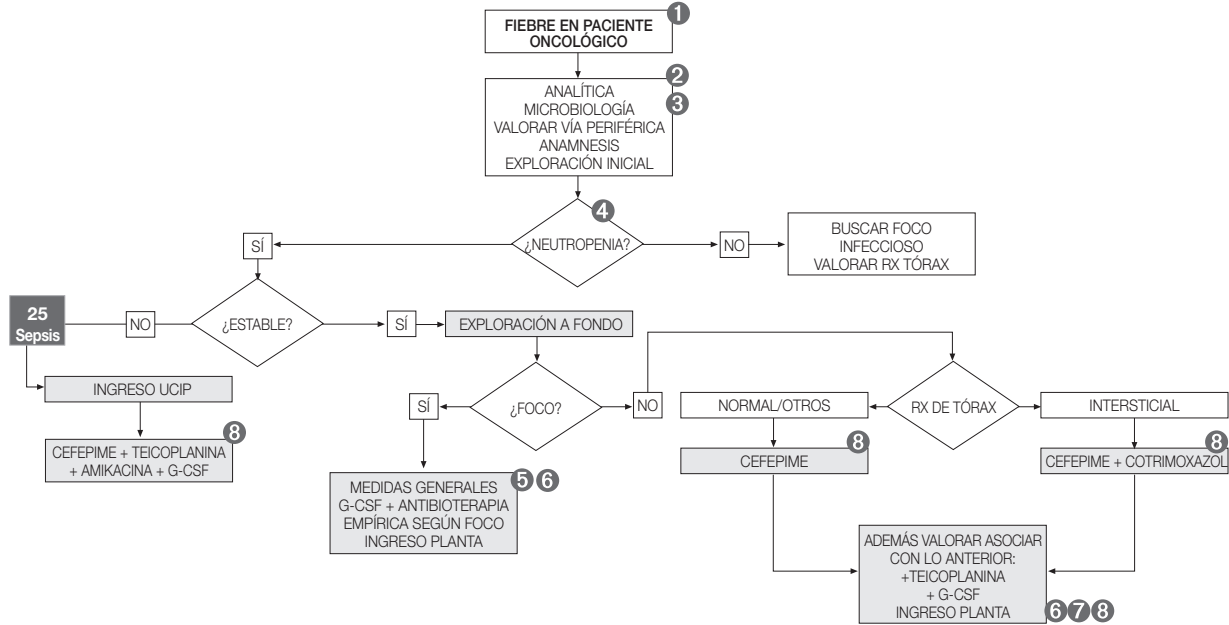 1
FIEBRE EN PACIENTE
ONCOLÓGICO
2
3
ANALÍTICA
MICROBIOLOGÍA
VALORAR VÍA PERIFÉRICA
ANAMNESIS
EXPLORACIÓN INICIAL
4
¿NEUTROPENIA?
SÍ
NO
BUSCAR FOCO
INFECCIOSO
VALORAR RX TÓRAX
25
Sepsis
NO
¿ESTABLE?
SÍ
EXPLORACIÓN A FONDO
INGRESO UCIP
8
CEFEPIME + TEICOPLANINA
+ AMIKACINA + G-CSF
SÍ
¿FOCO?
NO
5 6
MEDIDAS GENERALES
G-CSF + ANTIBIOTERAPIA
EMPÍRICA SEGÚN FOCO
INGRESO PLANTA
NORMAL/OTROS
RX DE TÓRAX
INTERSTICIAL
8
CEFEPIME
8
CEFEPIME + COTRIMOXAZOL
ADEMÁS VALORAR ASOCIAR
CON LO ANTERIOR:
+TEICOPLANINA
+ G-CSF
INGRESO PLANTA
6 7 8